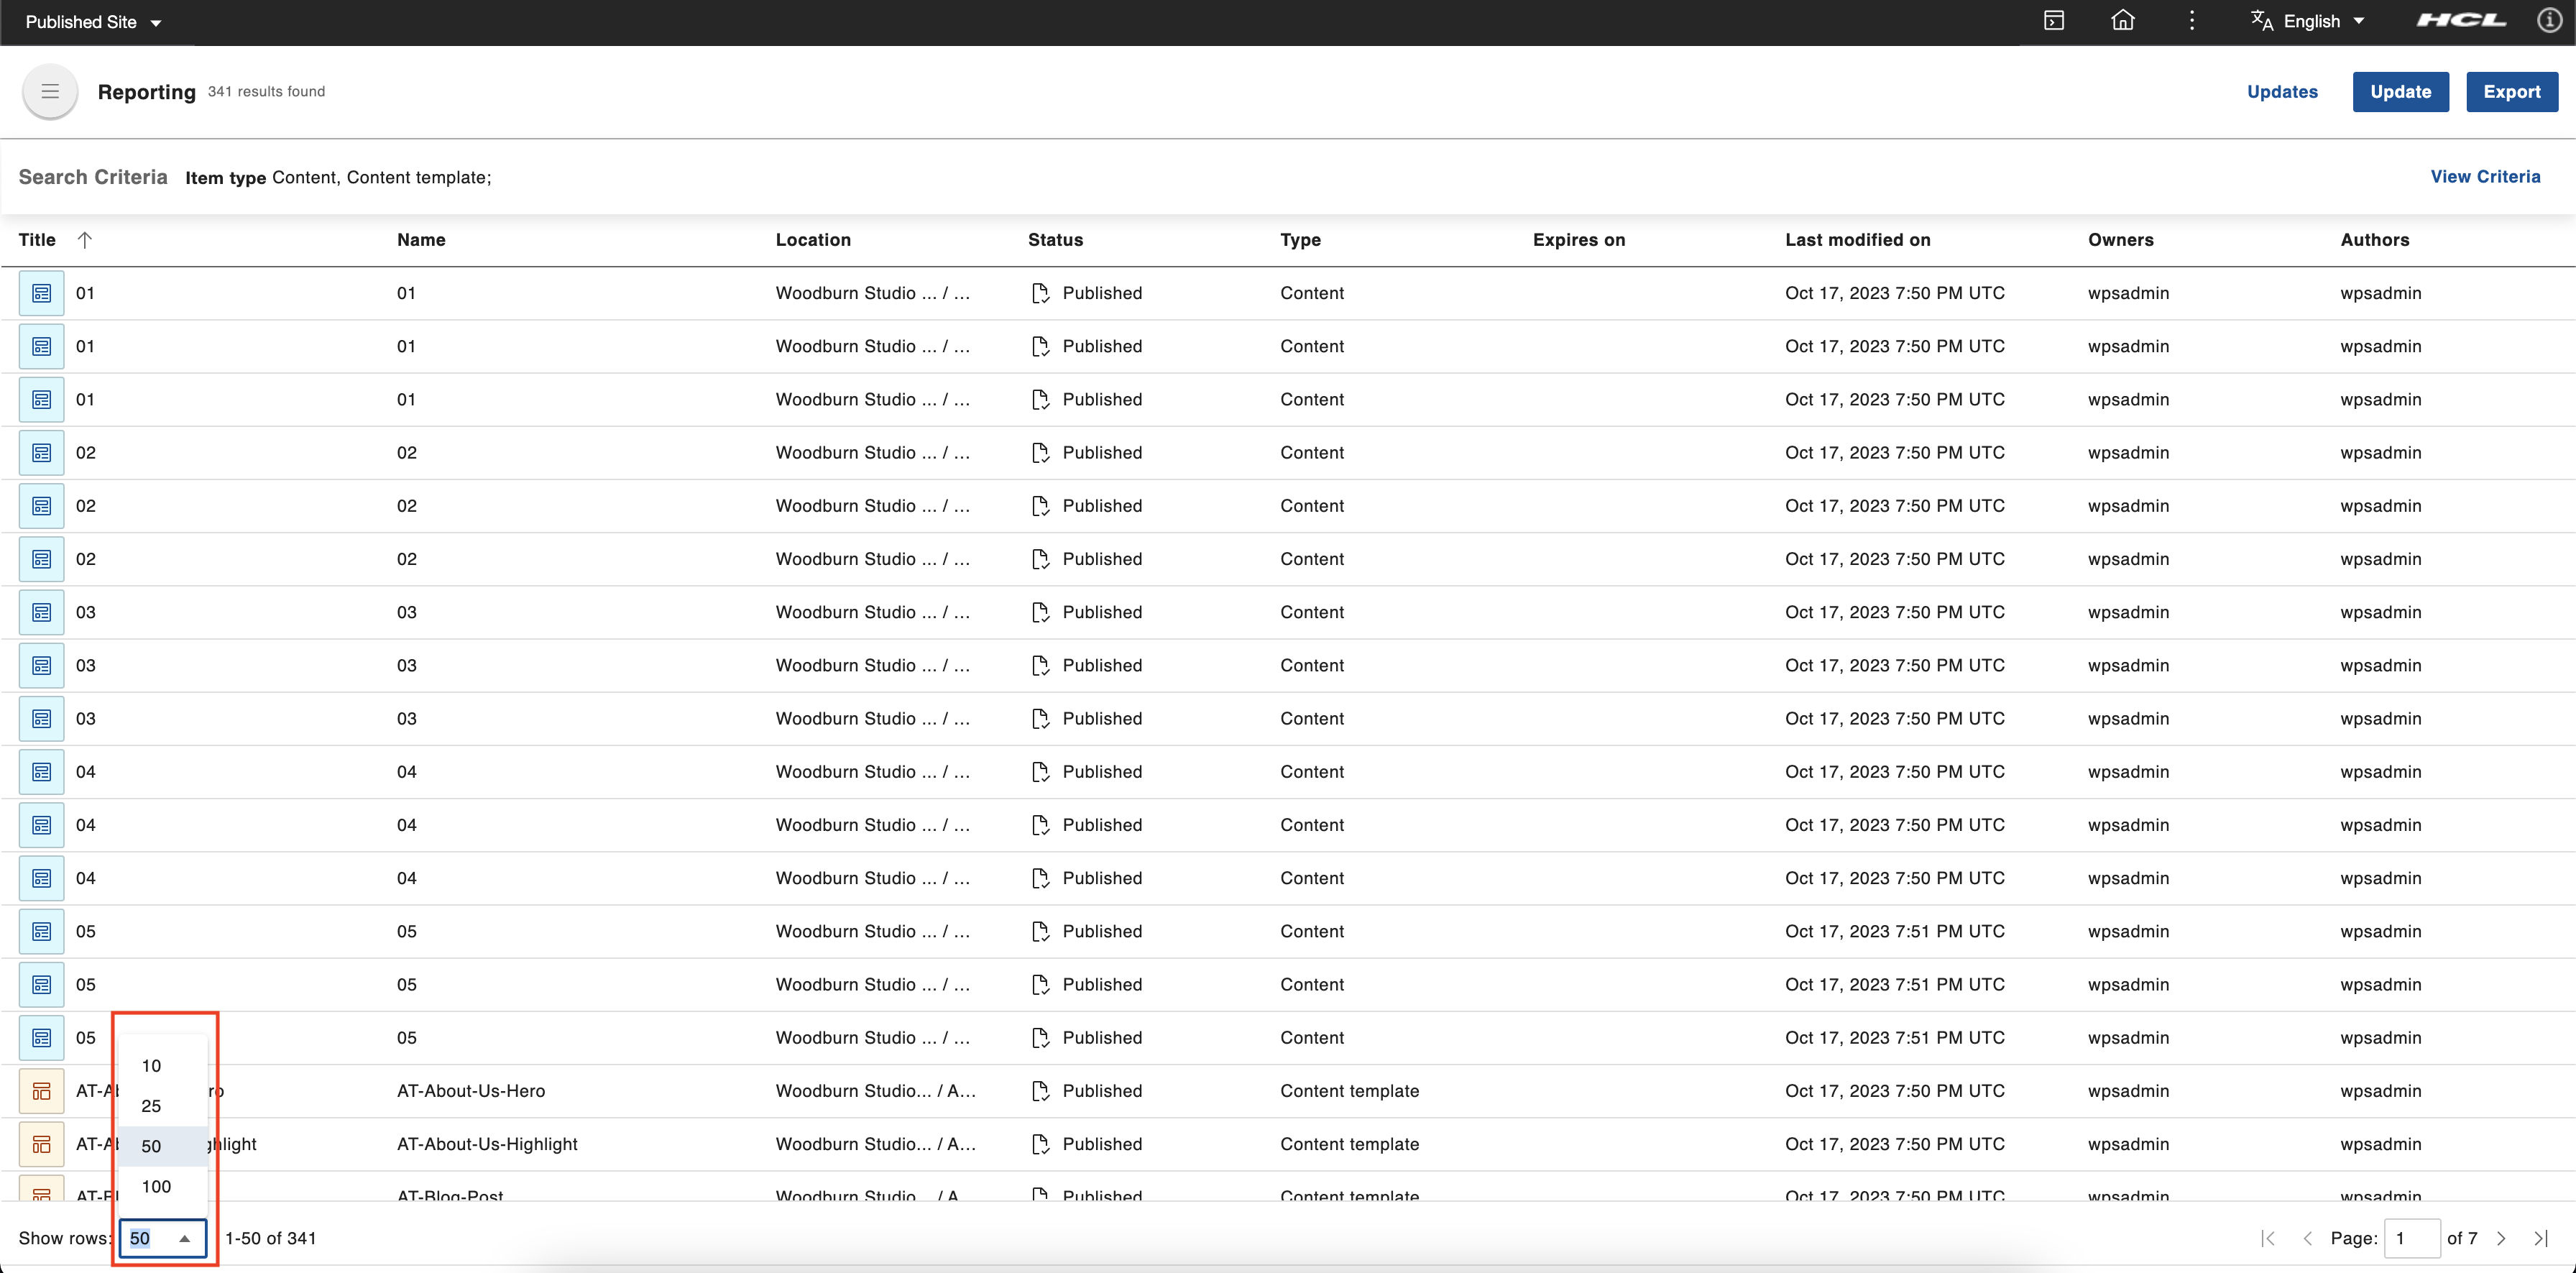 Published Site
English
HCL
Reporting 341 results found
Updates
Update
Export
Search Criteria Item type Content, Content template;
View Criteria
Title Name Location Status Type Expires on Last modified on Owners Authors
01 01 Woodburn Studio ... / ... Published Content Oct 17, 2023 7:50 PM UTC wpsadmin wpsadmin
01 01 Woodburn Studio ... / ... Published Content Oct 17, 2023 7:50 PM UTC wpsadmin wpsadmin
01 01 Woodburn Studio ... / ... Published Content Oct 17, 2023 7:50 PM UTC wpsadmin wpsadmin
02 02 Woodburn Studio ... / ... Published Content Oct 17, 2023 7:50 PM UTC wpsadmin wpsadmin
02 02 Woodburn Studio ... / ... Published Content Oct 17, 2023 7:50 PM UTC wpsadmin wpsadmin
02 02 Woodburn Studio ... / ... Published Content Oct 17, 2023 7:50 PM UTC wpsadmin wpsadmin
03 03 Woodburn Studio ... / ... Published Content Oct 17, 2023 7:50 PM UTC wpsadmin wpsadmin
03 03 Woodburn Studio ... / ... Published Content Oct 17, 2023 7:50 PM UTC wpsadmin wpsadmin
03 03 Woodburn Studio ... / ... Published Content Oct 17, 2023 7:50 PM UTC wpsadmin wpsadmin
04 04 Woodburn Studio ... / ... Published Content Oct 17, 2023 7:50 PM UTC wpsadmin wpsadmin
04 04 Woodburn Studio ... / ... Published Content Oct 17, 2023 7:50 PM UTC wpsadmin wpsadmin
04 04 Woodburn Studio ... / ... Published Content Oct 17, 2023 7:50 PM UTC wpsadmin wpsadmin
05 05 Woodburn Studio ... / ... Published Content Oct 17, 2023 7:51 PM UTC wpsadmin wpsadmin
05 05 Woodburn Studio ... / ... Published Content Oct 17, 2023 7:51 PM UTC wpsadmin wpsadmin
05 05 Woodburn Studio ... / ... Published Content Oct 17, 2023 7:51 PM UTC wpsadmin wpsadmin
AT-About-Us-Hero Woodburn Studio... / A... Published Content template Oct 17, 2023 7:50 PM UTC wpsadmin wpsadmin
AT-About-Us-Highlight Woodburn Studio... / A... Published Content template Oct 17, 2023 7:50 PM UTC wpsadmin wpsadmin
AT-Blog-Post Woodburn Studio... / A... Published Content template Oct 17, 2023 7:50 PM UTC wpsadmin wpsadmin
10
25
50
100
Show rows: 50 1-50 of 341
Page: 1 of 7